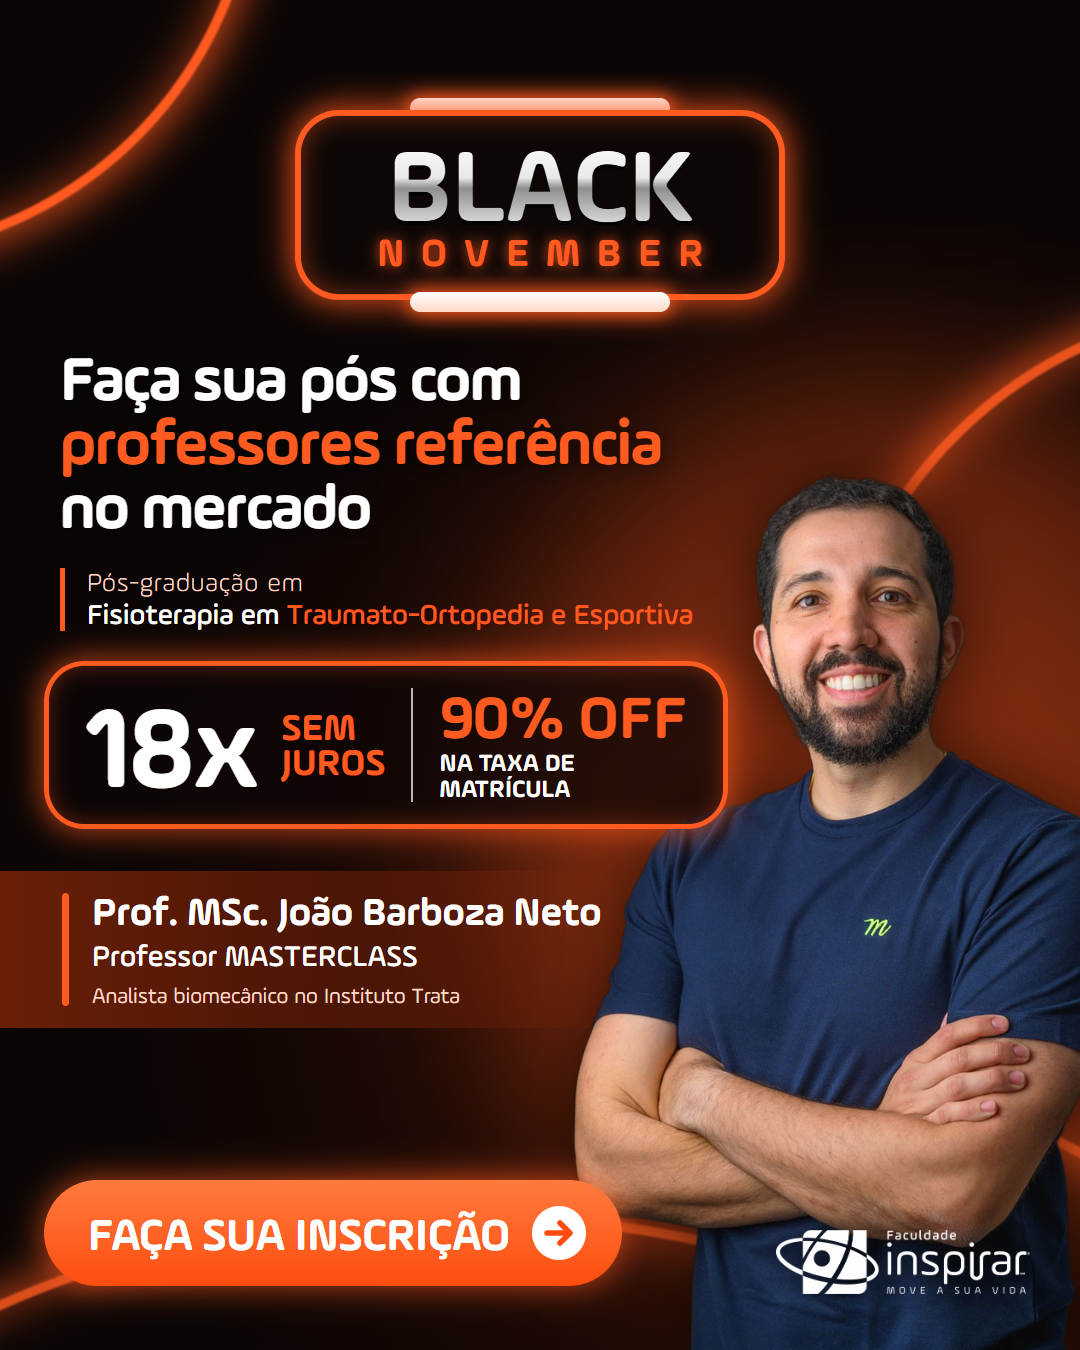 BLACK
NOVEMBER
Faça sua pós com
professores referência
no mercado
Pós-graduação em
Fisioterapia em Traumato-Ortopedia e Esportiva
18x SEM
JUROS
90% OFF
NA TAXA DE
MATRÍCULA
Prof. MSc. João Barboza Neto
Professor MASTERCLASS
Analista biomecânico no Instituto Trata
m
FAÇA SUA INSCRIÇÃO
Faculdade
inspirar
MOVE A SUA VIDA